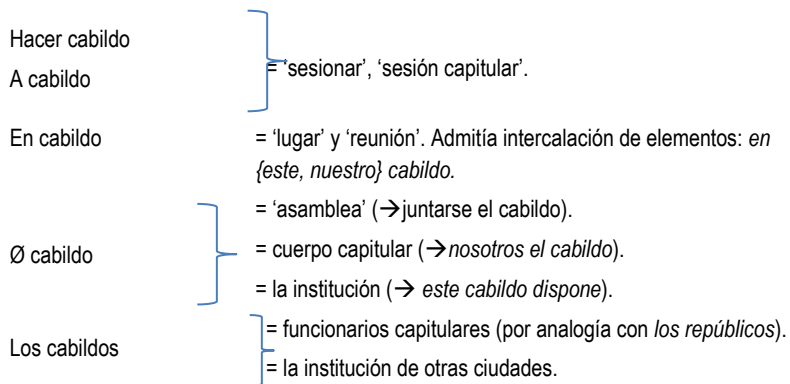 Hacer cabildo
A cabildo
= ‘sesionar’, ‘sesión capitular’.
En cabildo
= ‘lugar’ y ‘reunión’. Admitía intercalación de elementos: en
{este, nuestro} cabildo.
Ø cabildo
= ‘asamblea’ (→juntarse el cabildo).
= cuerpo capitular (→nosotros el cabildo).
= la institución (→ este cabildo dispone).
Los cabildos
= funcionarios capitulares (por analogía con los repúblicos).
= la institución de otras ciudades.